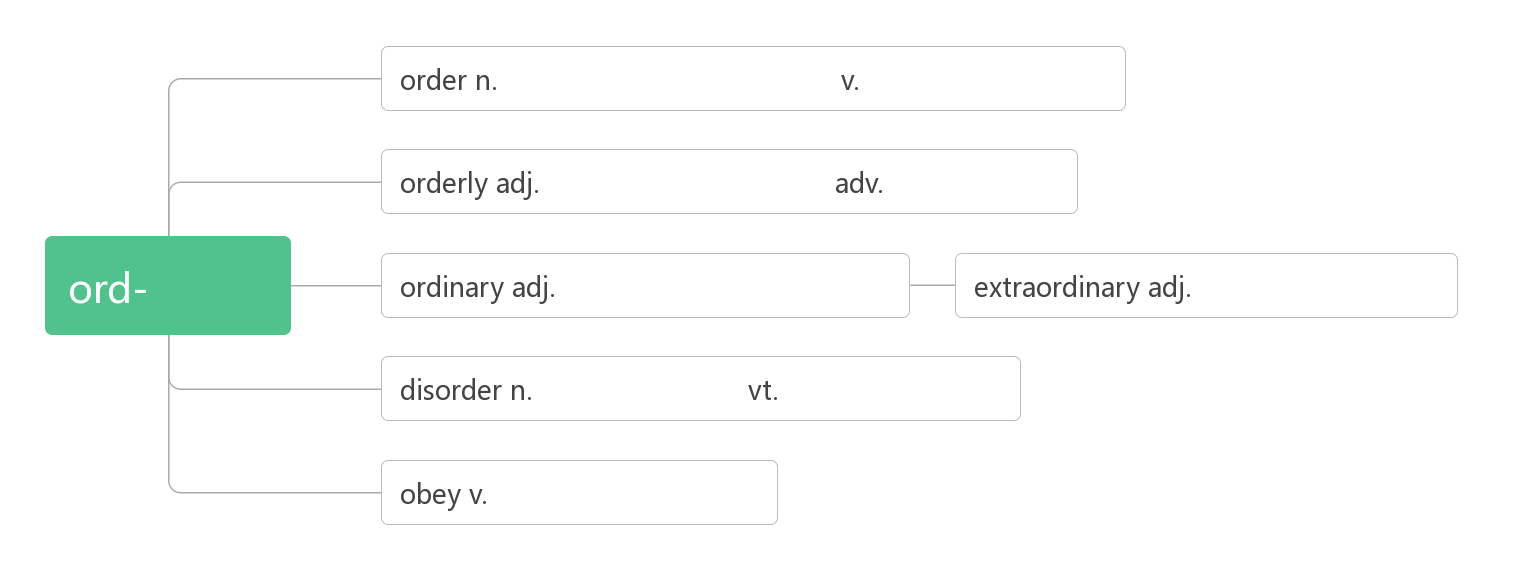 order n. v.
orderly adj. adv.
ord-
ordinary adj.
extraordinary adj.
disorder n. vt.
obey v.